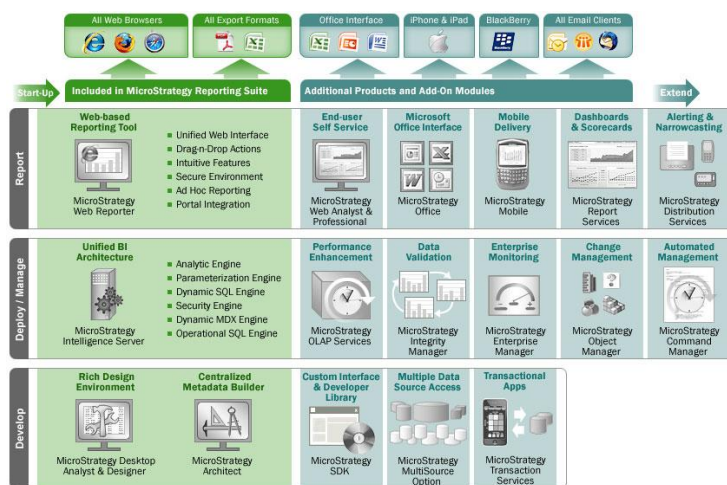 All Web Browsers
All Export Formats
Office Interface
iPhone & iPad
BlackBerry
All Email Clients
Start-Up
Included in MicroStrategy Reporting Suite
Additional Products and Add-On Modules
Extend
Report
Web-based
Reporting Tool
MicroStrategy
Web Reporter
Unified Web Interface
Drag-n-Drop Actions
Intuitive Features
Secure Environment
Ad Hoc Reporting
Portal Integration
End-user
Self Service
MicroStrategy
Web Analyst &
Professional
Microsoft
Office Interface
MicroStrategy
Office
Mobile
Delivery
MicroStrategy
Mobile
Dashboards
& Scorecards
MicroStrategy
Report
Services
Alerting &
Narrowcasting
MicroStrategy
Distribution
Services
Deploy / Manage
Unified BI
Architecture
MicroStrategy
Intelligence Server
Analytic Engine
Parameterization Engine
Dynamic SQL Engine
Security Engine
Dynamic MDX Engine
Operational SQL Engine
Performance
Enhancement
MicroStrategy
OLAP Services
Data
Validation
MicroStrategy
Integrity
Manager
Enterprise
Monitoring
MicroStrategy
Enterprise
Manager
Change
Management
MicroStrategy
Object
Manager
Automated
Management
MicroStrategy
Command
Manager
Develop
Rich Design
Environment
MicroStrategy Desktop
Analyst & Designer
Centralized
Metadata Builder
MicroStrategy
Architect
Custom Interface
& Developer
Library
MicroStrategy
SDK
Multiple Data
Source Access
MicroStrategy
MultiSource
Option
Transactional
Apps
MicroStrategy
Transaction
Services